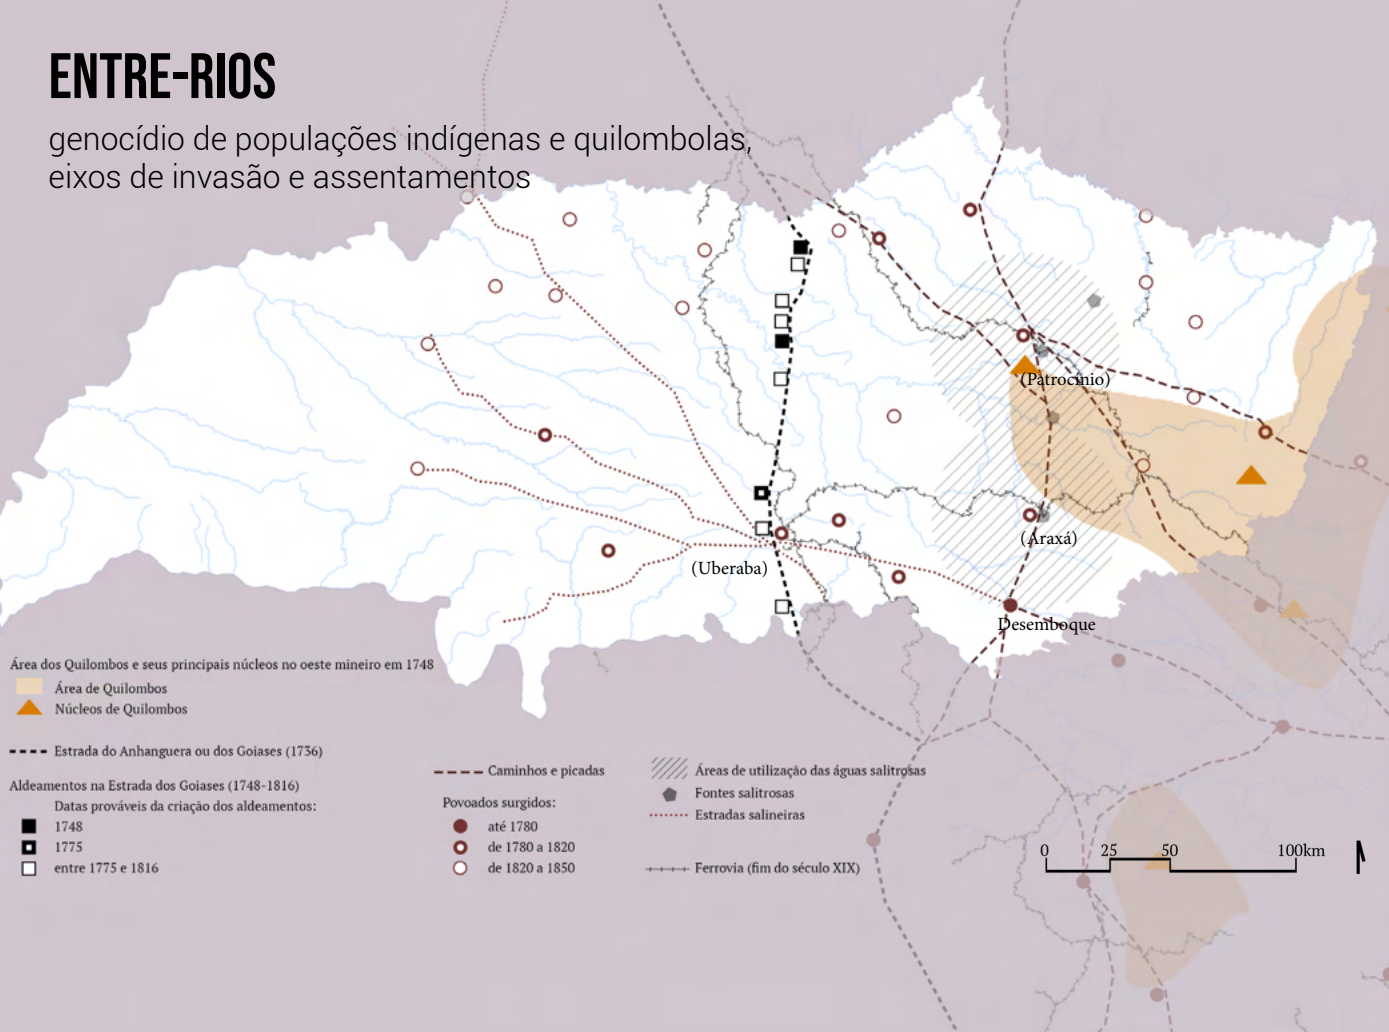 ENTRE-RIOS
genocídio de populações indígenas e quilombolas,
eixos de invasão e assentamentos
(Patrocínio)
(Araxá)
(Uberaba)
Desemboque
Área dos Quilombos e seus principais núcleos no oeste mineiro em 1748
Área de Quilombos
Núcleos de Quilombos
Estrada do Anhanguera ou dos Goiases (1736)
Aldeamentos na Estrada dos Goiases (1748-1816)
Datas prováveis da criação dos aldeamentos:
1748
1775
entre 1775 e 1816
Caminhos e picadas
Povoados surgidos:
até 1780
de 1780 a 1820
de 1820 a 1850
Áreas de utilização das águas salitrosas
Fontes salitrosas
Estradas salineiras
Ferrovia (fim do século XIX)
0 25 50 100km